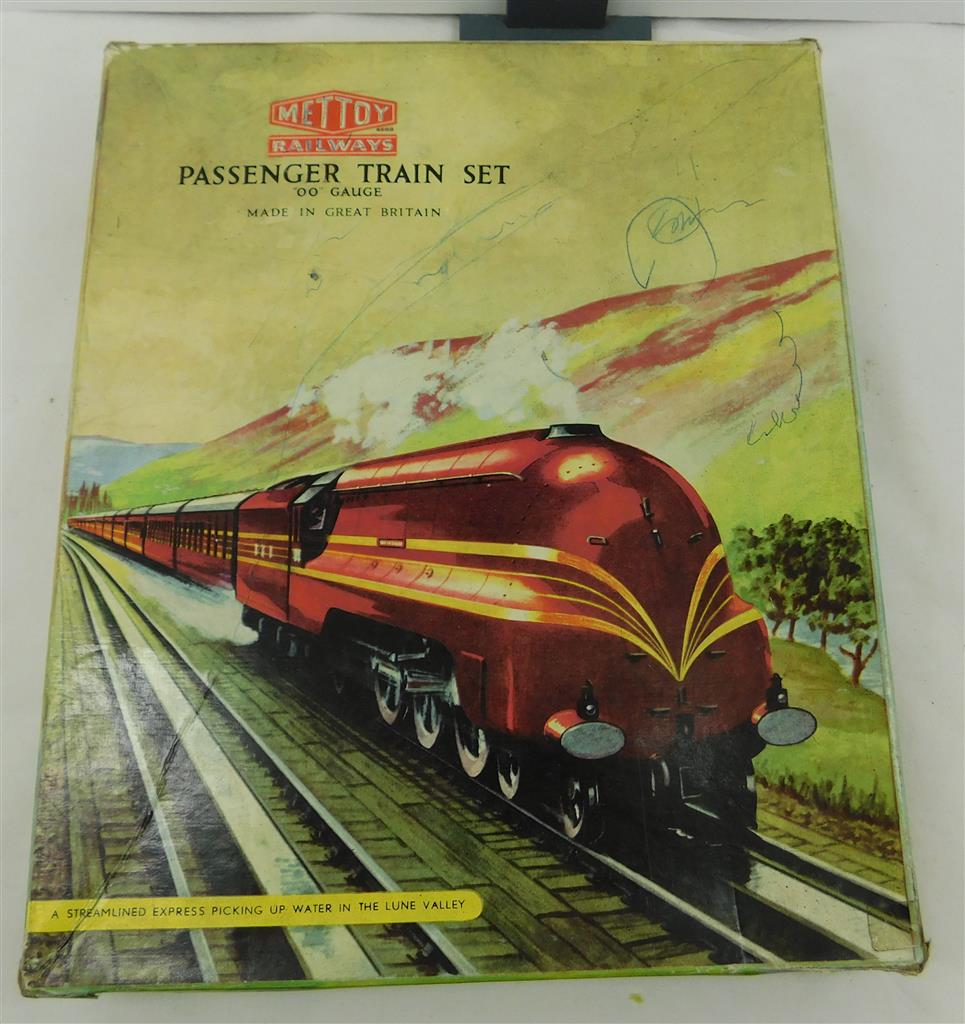 METTOY
RAILWAYS
PASSENGER TRAIN SET
"OO" GAUGE
MADE IN GREAT BRITAIN
A STREAMLINED EXPRESS PICKING UP WATER IN THE LUNE VALLEY